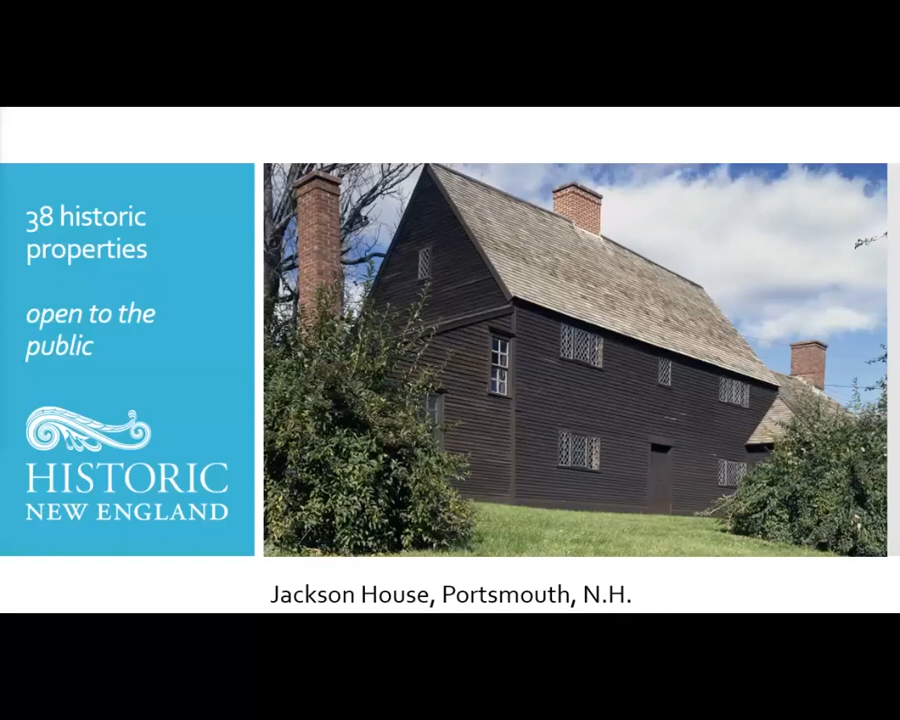 38 historic
properties
open to the
public
HISTORIC
NEW ENGLAND
Jackson House, Portsmouth, N.H.